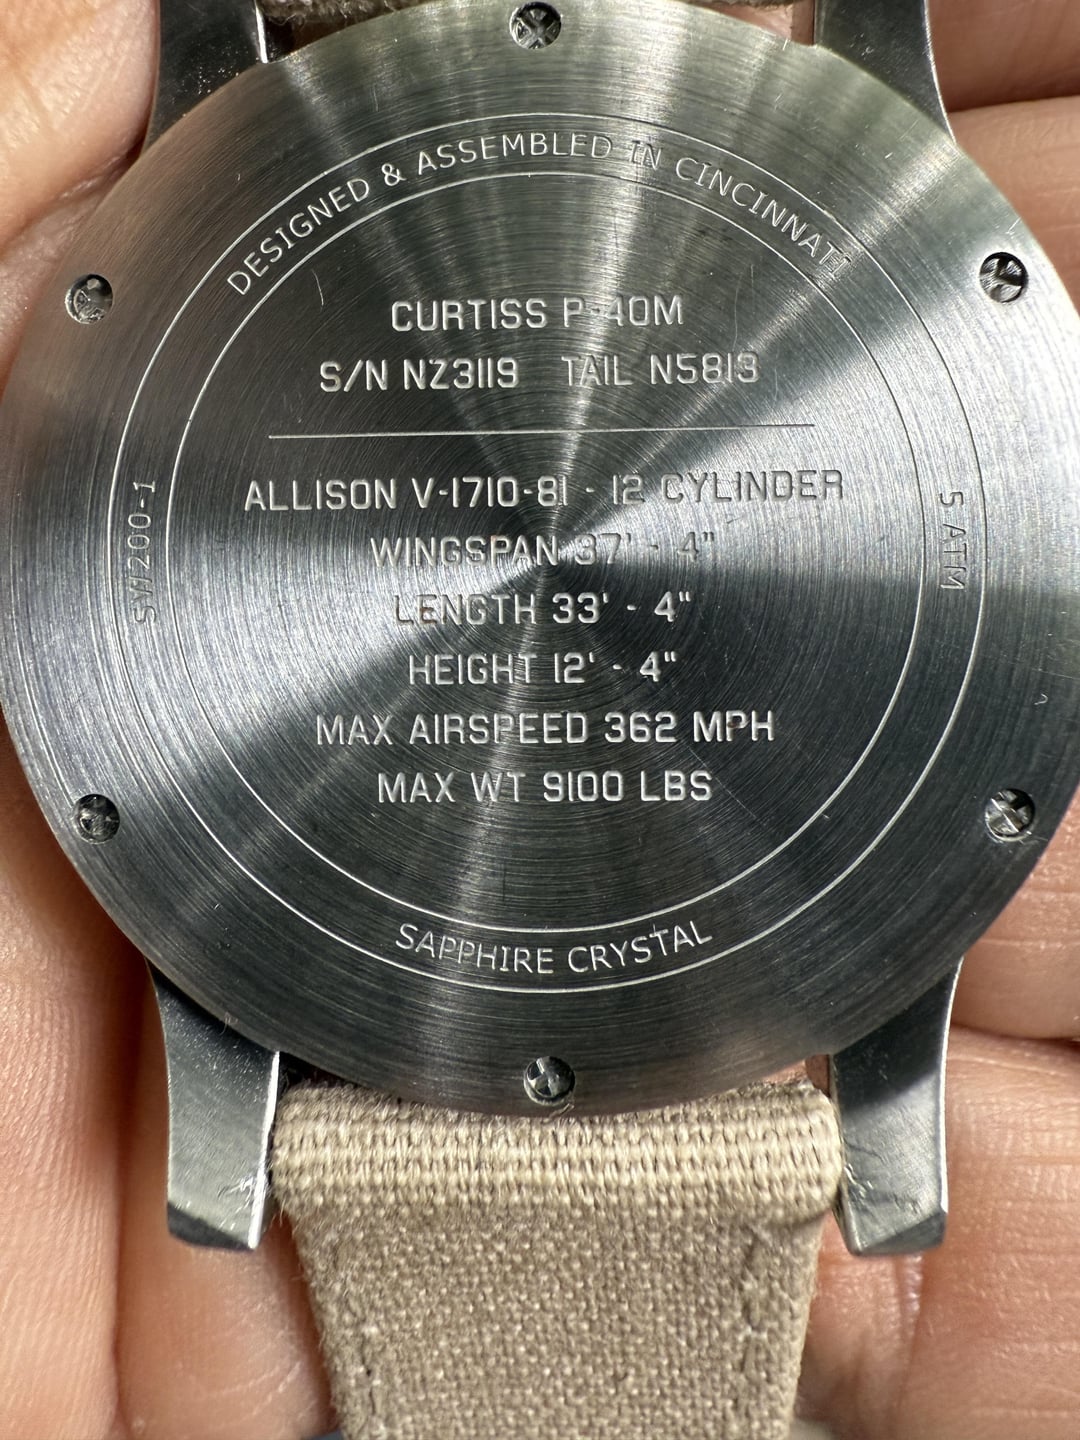 DESIGNED & ASSEMBLED IN CINCINNATI
CURTISS P-40M
S/N NZ3119 TAIL N5813
ALLISON V-1710-81 - 12 CYLINDER
WINGSPAN 37' - 4"
LENGTH 33' - 4"
HEIGHT 12' - 4"
MAX AIRSPEED 362 MPH
MAX WT 9100 LBS
SW200-1
5 ATM
SAPPHIRE CRYSTAL